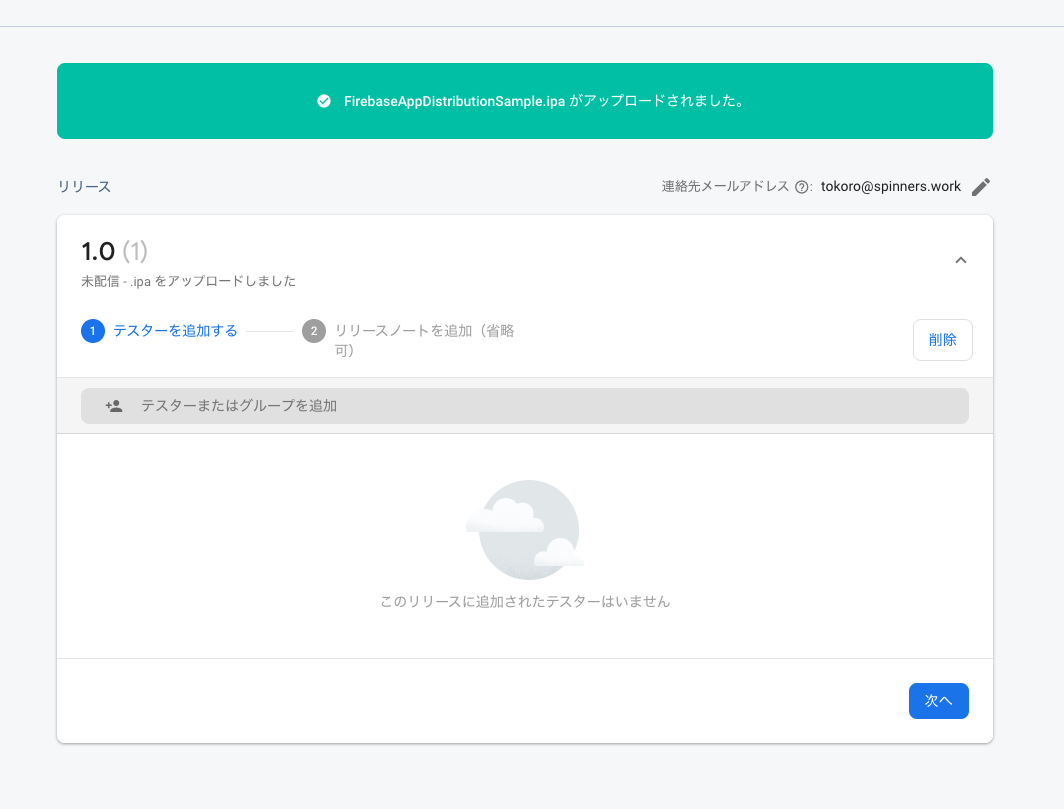 FirebaseAppDistributionSample.ipa がアップロードされました。
リリース
連絡先メールアドレス ?: tokoro@spinners.work
1.0 (1)
未配信 - .ipa をアップロードしました
1 テスターを追加する
2 リリースノートを追加（省略
可）
削除
テスターまたはグループを追加
このリリースに追加されたテスターはいません
次へ